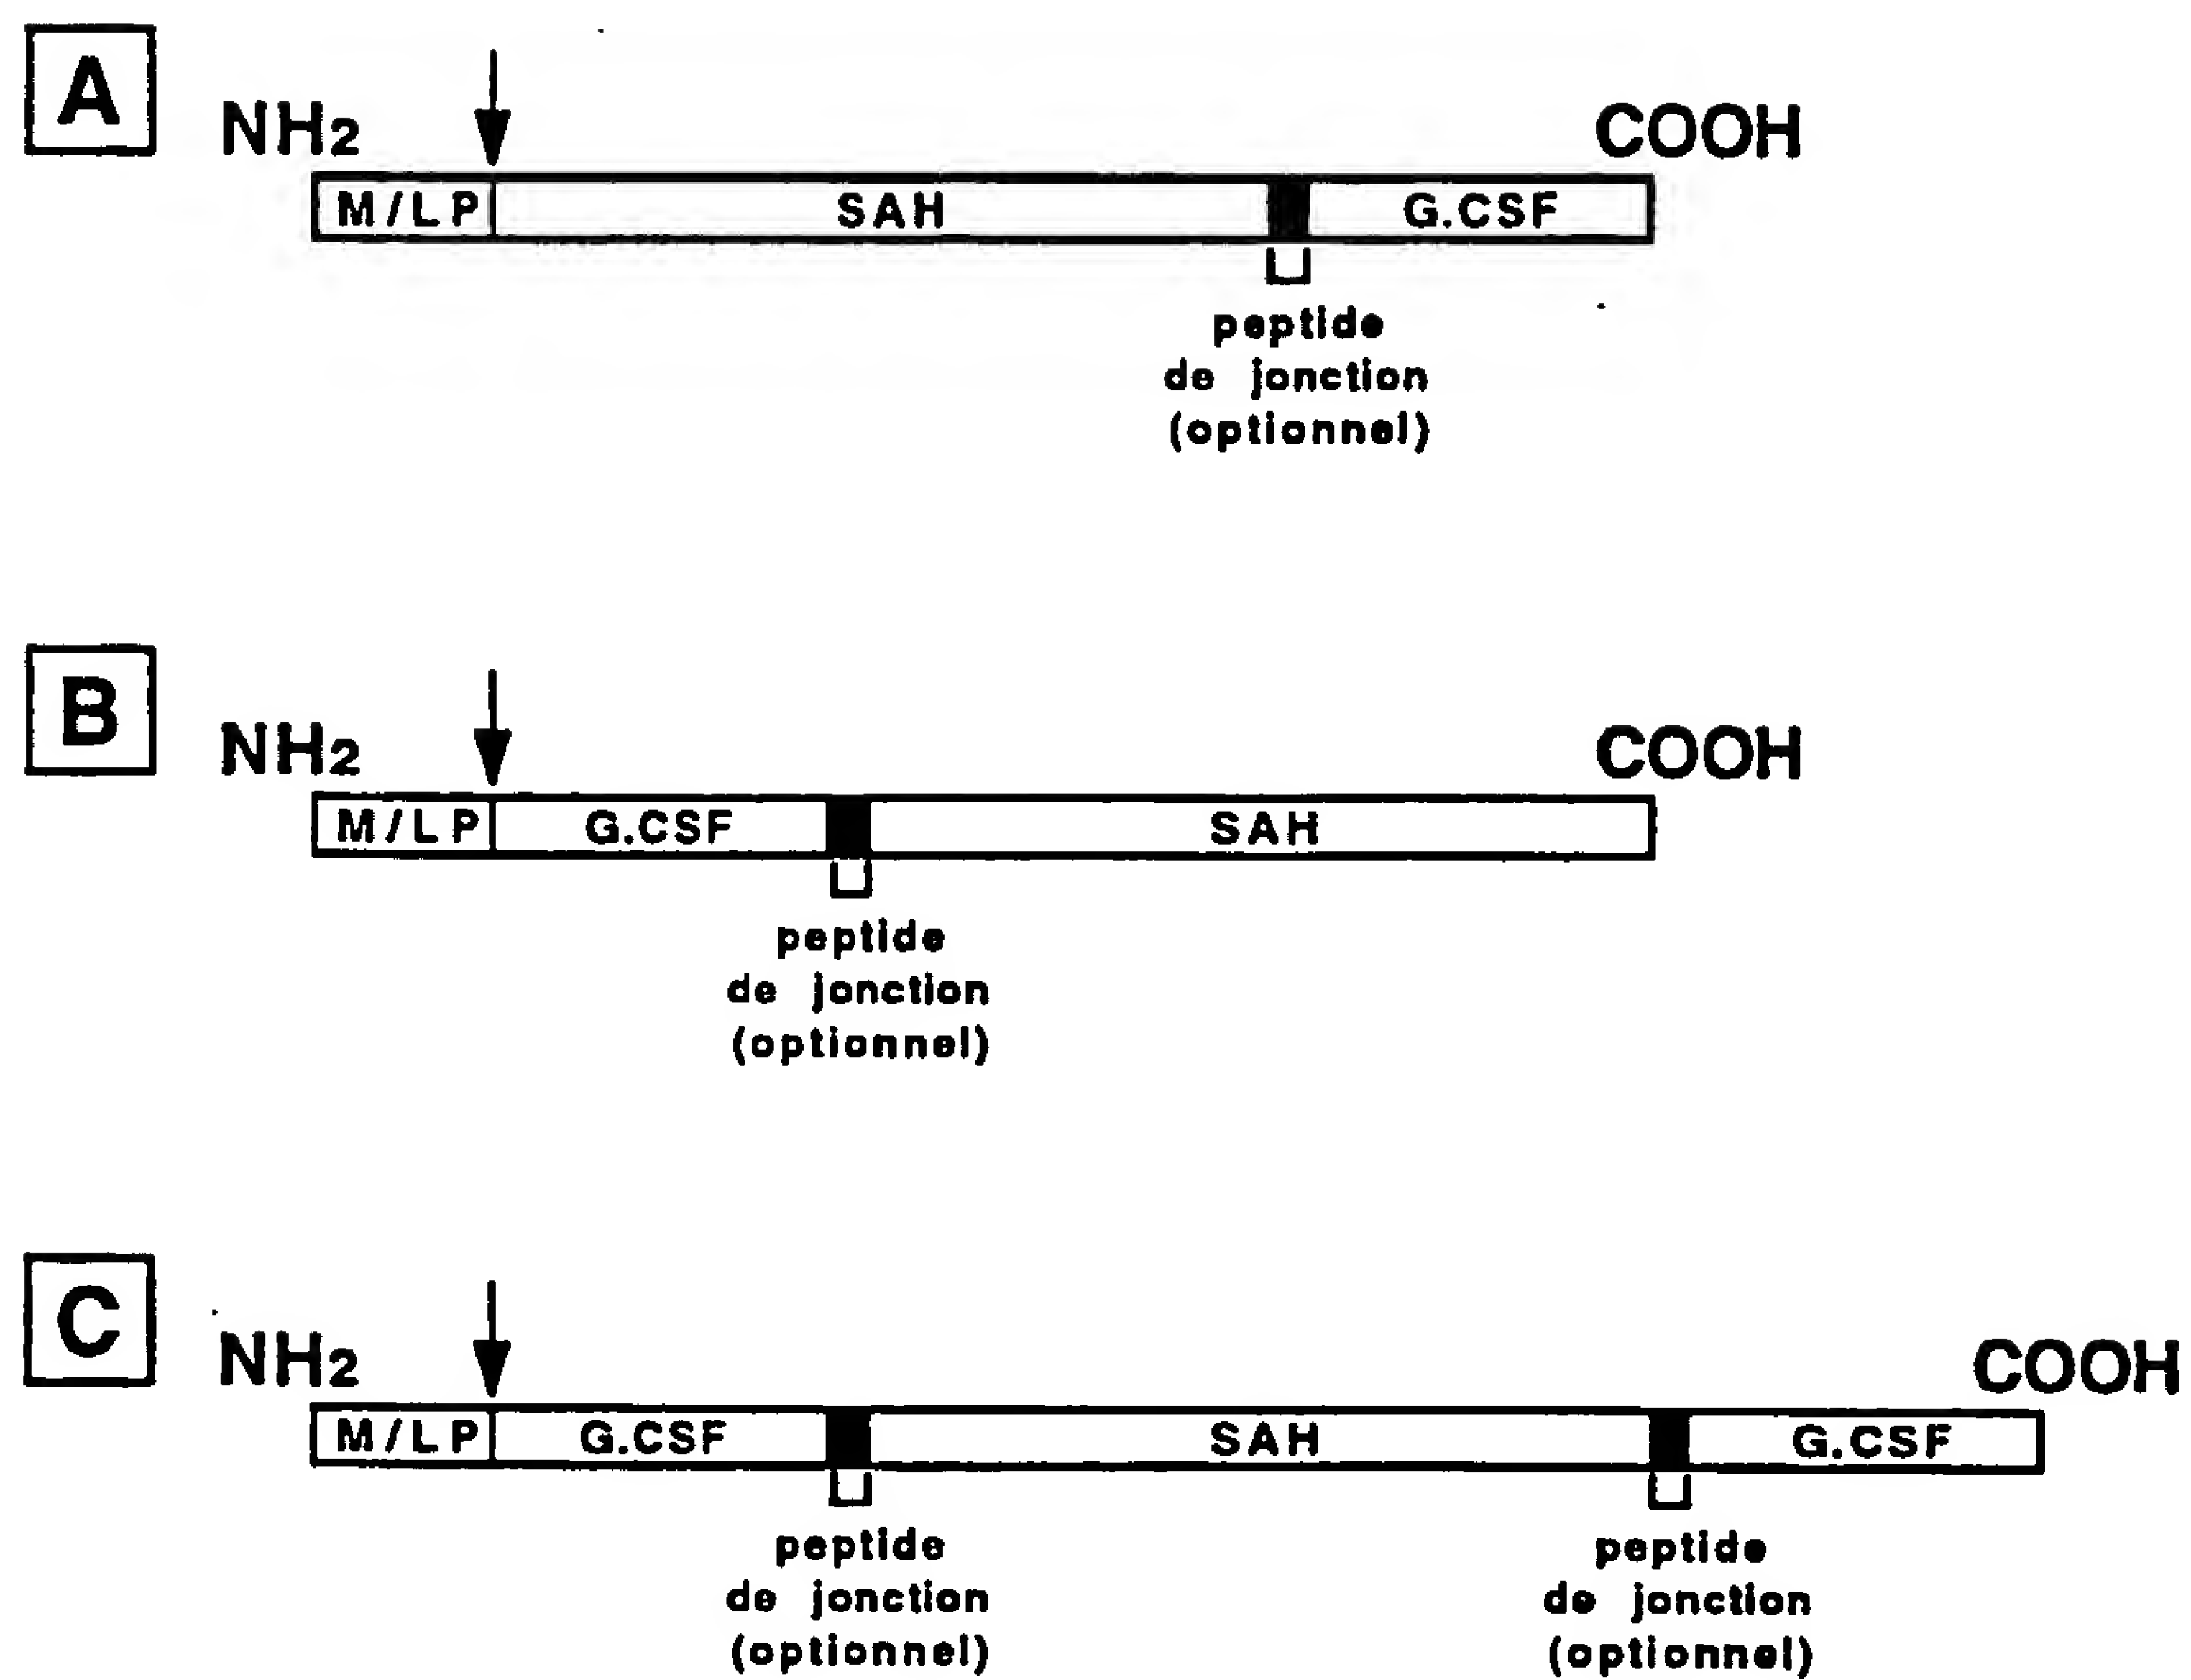 A
NH2 COOH
M/LP SAH G.CSF
peptide
de jonction
(optionnel)
B
NH2 COOH
M/LP G.CSF SAH
peptide
de jonction
(optionnel)
C
NH2 COOH
M/LP G.CSF SAH G.CSF
peptide
de jonction
(optionnel)
peptide
de jonction
(optionnel)